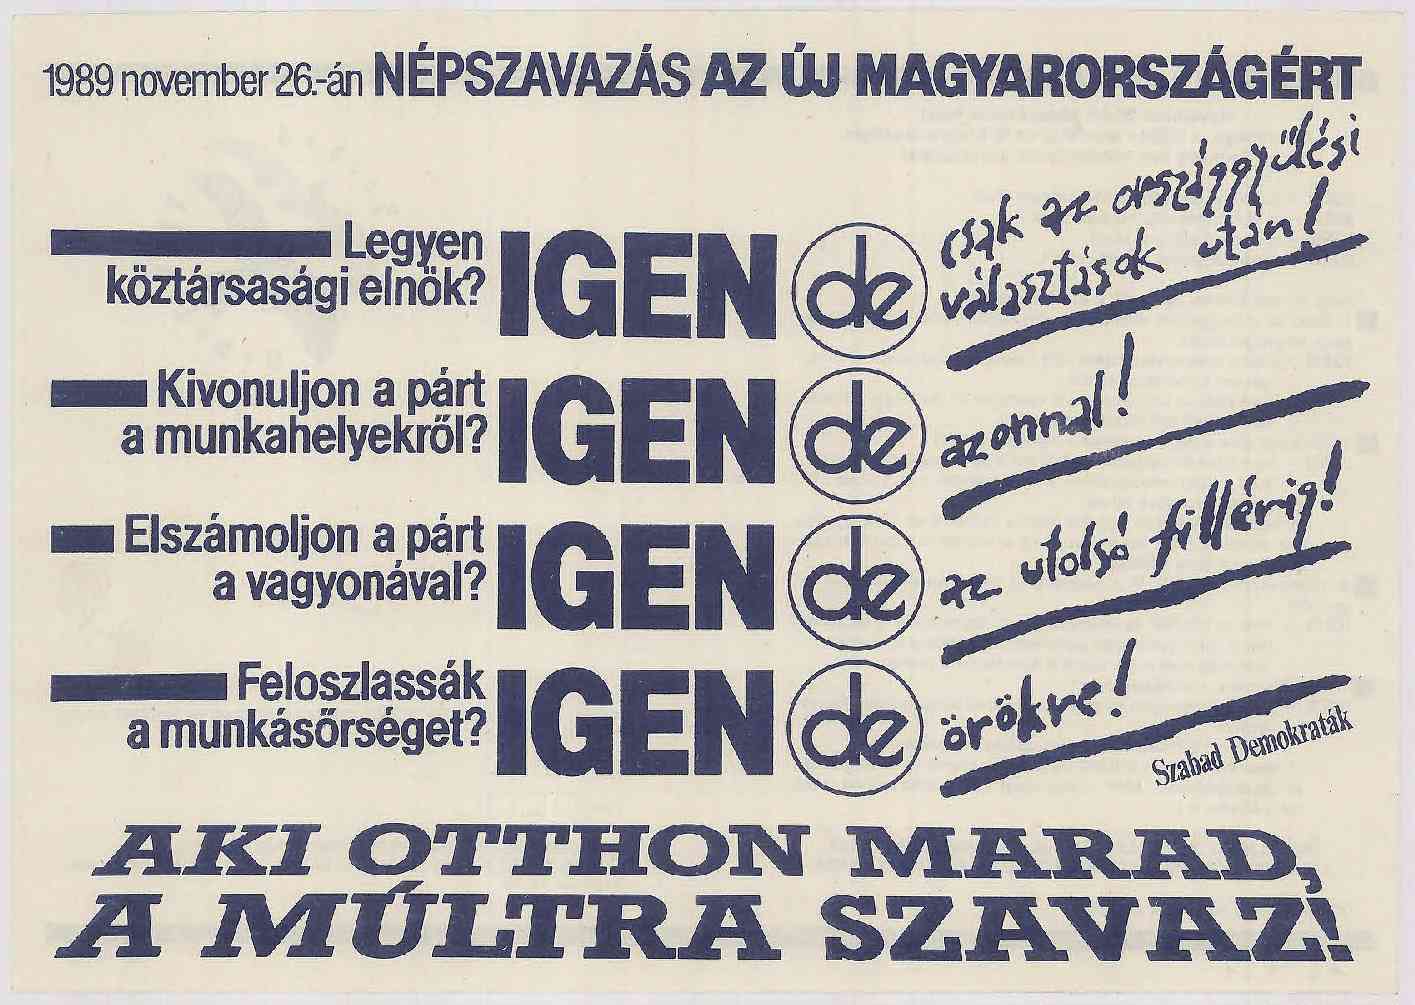 1989 november 26.-án NÉPSZAVAZÁS AZ ÚJ MAGYARORSZÁGÉRT
Legyen
köztársasági elnök?
IGEN de
csak az országgyűlési
választások után!
Kivonuljon a párt
a munkahelyekről?
IGEN de
azonnal!
Elszámoljon a párt
a vagyonával?
IGEN de
az utolsó fillérig!
Feloszlassák
a munkásőrséget?
IGEN de
örökre!
Szabad Demokraták
AKI OTTHON MARAD,
A MÚLTRA SZAVAZ!